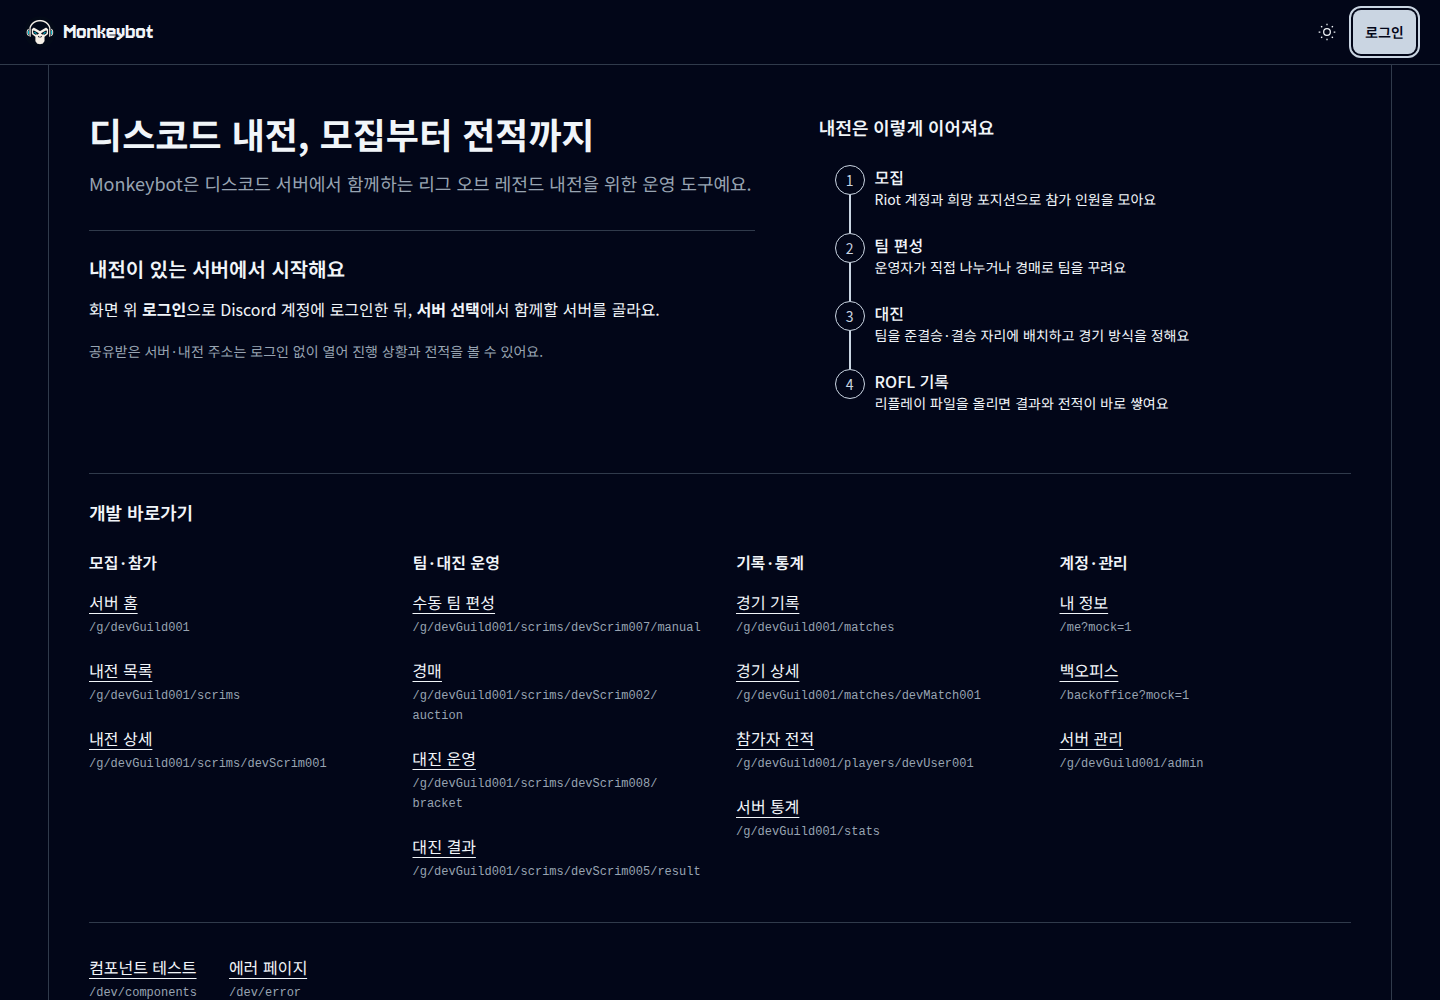 Monkeybot
로그인
디스코드 내전, 모집부터 전적까지
Monkeybot은 디스코드 서버에서 함께하는 리그 오브 레전드 내전을 위한 운영 도구예요.
내전이 있는 서버에서 시작해요
화면 위 로그인으로 Discord 계정에 로그인한 뒤, 서버 선택에서 함께할 서버를 골라요.
공유받은 서버·내전 주소는 로그인 없이 열어 진행 상황과 전적을 볼 수 있어요.
내전은 이렇게 이어져요
1
모집
Riot 계정과 희망 포지션으로 참가 인원을 모아요
2
팀 편성
운영자가 직접 나누거나 경매로 팀을 꾸려요
3
대진
팀을 준결승·결승 자리에 배치하고 경기 방식을 정해요
4
ROFL 기록
리플레이 파일을 올리면 결과와 전적이 바로 쌓여요
개발 바로가기
모집·참가
서버 홈
/g/devGuild001
내전 목록
/g/devGuild001/scrims
내전 상세
/g/devGuild001/scrims/devScrim001
팀·대진 운영
수동 팀 편성
/g/devGuild001/scrims/devScrim007/manual
경매
/g/devGuild001/scrims/devScrim002/
auction
대진 운영
/g/devGuild001/scrims/devScrim008/
bracket
대진 결과
/g/devGuild001/scrims/devScrim005/result
기록·통계
경기 기록
/g/devGuild001/matches
경기 상세
/g/devGuild001/matches/devMatch001
참가자 전적
/g/devGuild001/players/devUser001
서버 통계
/g/devGuild001/stats
계정·관리
내 정보
/me?mock=1
백오피스
/backoffice?mock=1
서버 관리
/g/devGuild001/admin
컴포넌트 테스트
/dev/components
에러 페이지
/dev/error